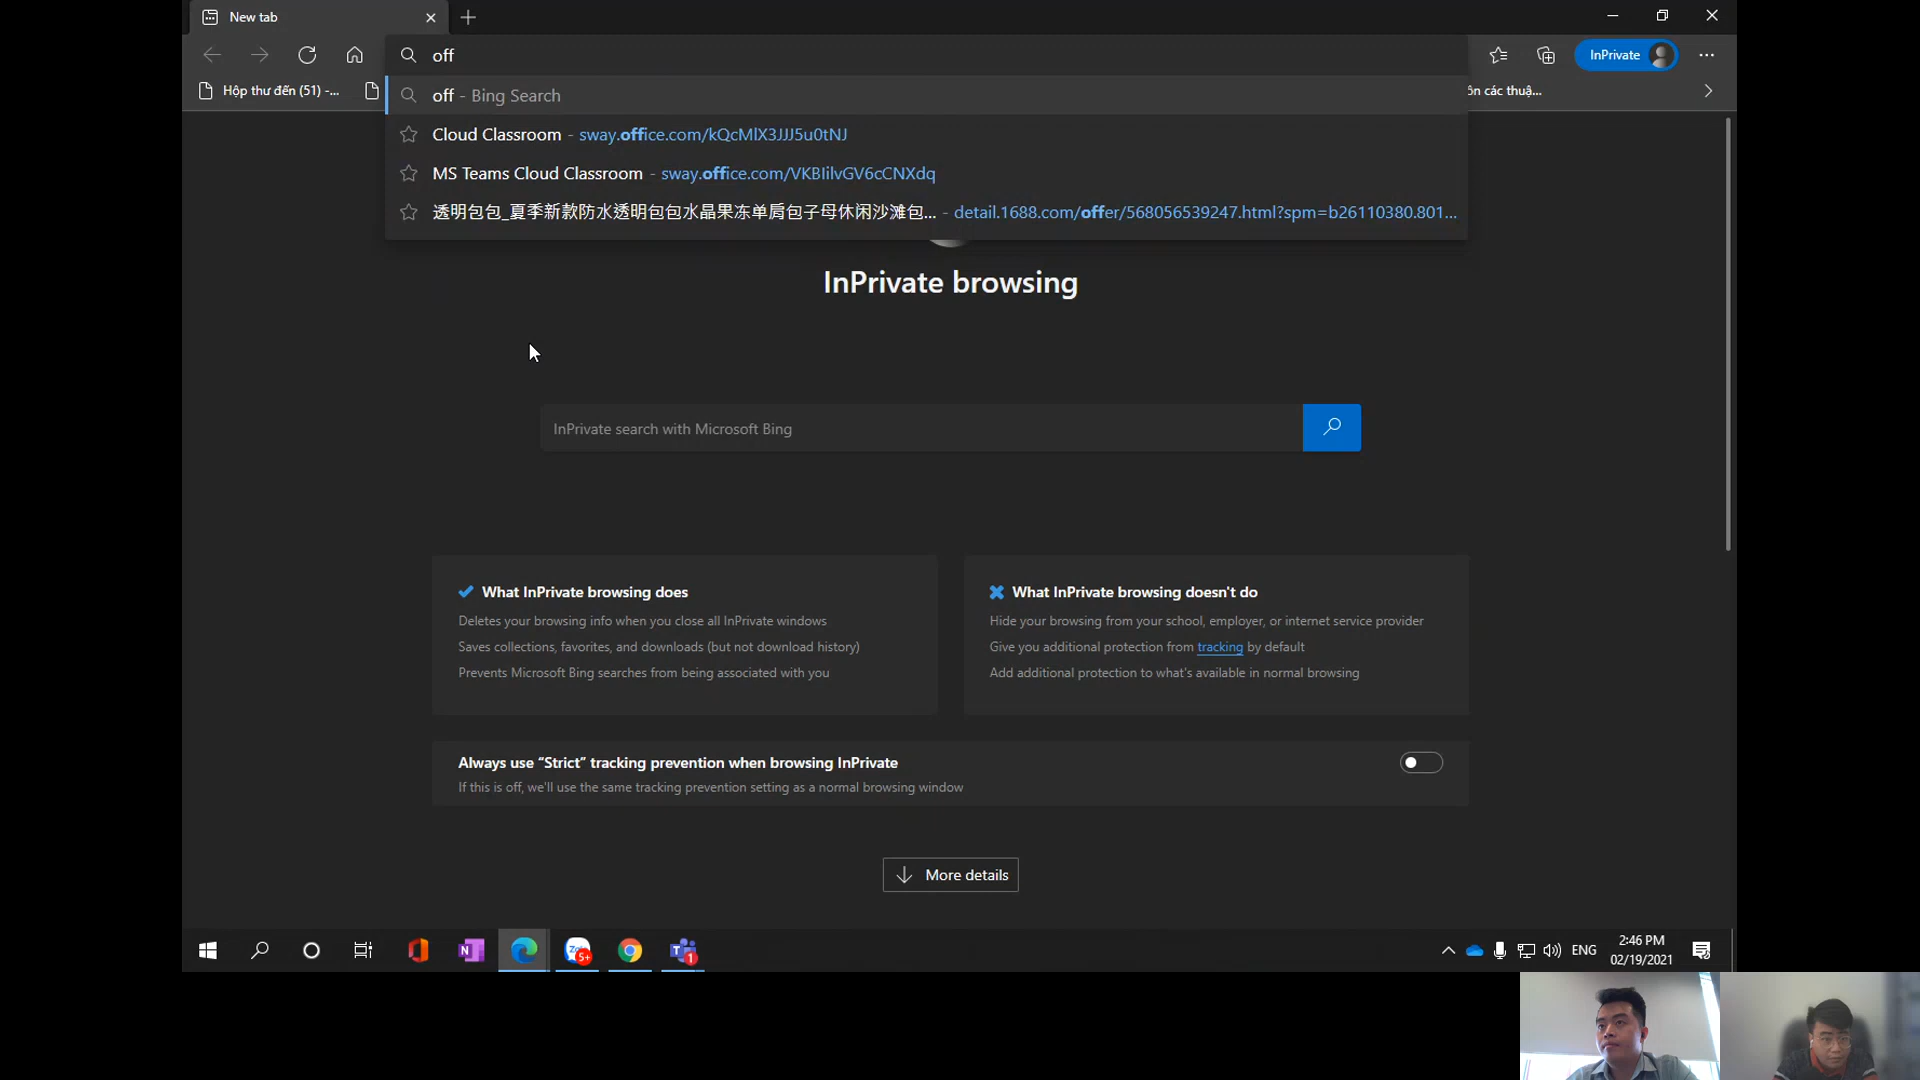 New tab
off
InPrivate
Hộp thư đến (51) -...
ôn các thuậ...
off - Bing Search
Cloud Classroom - sway.office.com/kQcMlX3JJJ5u0tNJ
MS Teams Cloud Classroom - sway.office.com/VKBIilvGV6cCNXdq
透明包包_夏季新款防水透明包包水晶果冻单肩包子母休闲沙滩包... - detail.1688.com/offer/568056539247.html?spm=b26110380.801...
InPrivate browsing
InPrivate search with Microsoft Bing
What InPrivate browsing does
Deletes your browsing info when you close all InPrivate windows
Saves collections, favorites, and downloads (but not download history)
Prevents Microsoft Bing searches from being associated with you
What InPrivate browsing doesn't do
Hide your browsing from your school, employer, or internet service provider
Give you additional protection from tracking by default
Add additional protection to what's available in normal browsing
Always use “Strict” tracking prevention when browsing InPrivate
If this is off, we'll use the same tracking prevention setting as a normal browsing window
More details
N
Zalo
5+
T
1
ENG
2:46 PM
02/19/2021